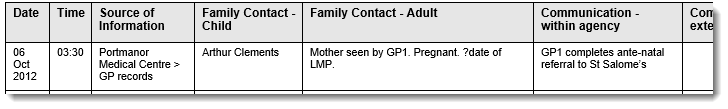 Date Time Source of Information Family Contact - Child Family Contact - Adult Communication - within agency
06 Oct 2012 03:30 Portmanor Medical Centre > GP records Arthur Clements Mother seen by GP1. Pregnant. ?date of LMP. GP1 completes ante-natal referral to St Salome's